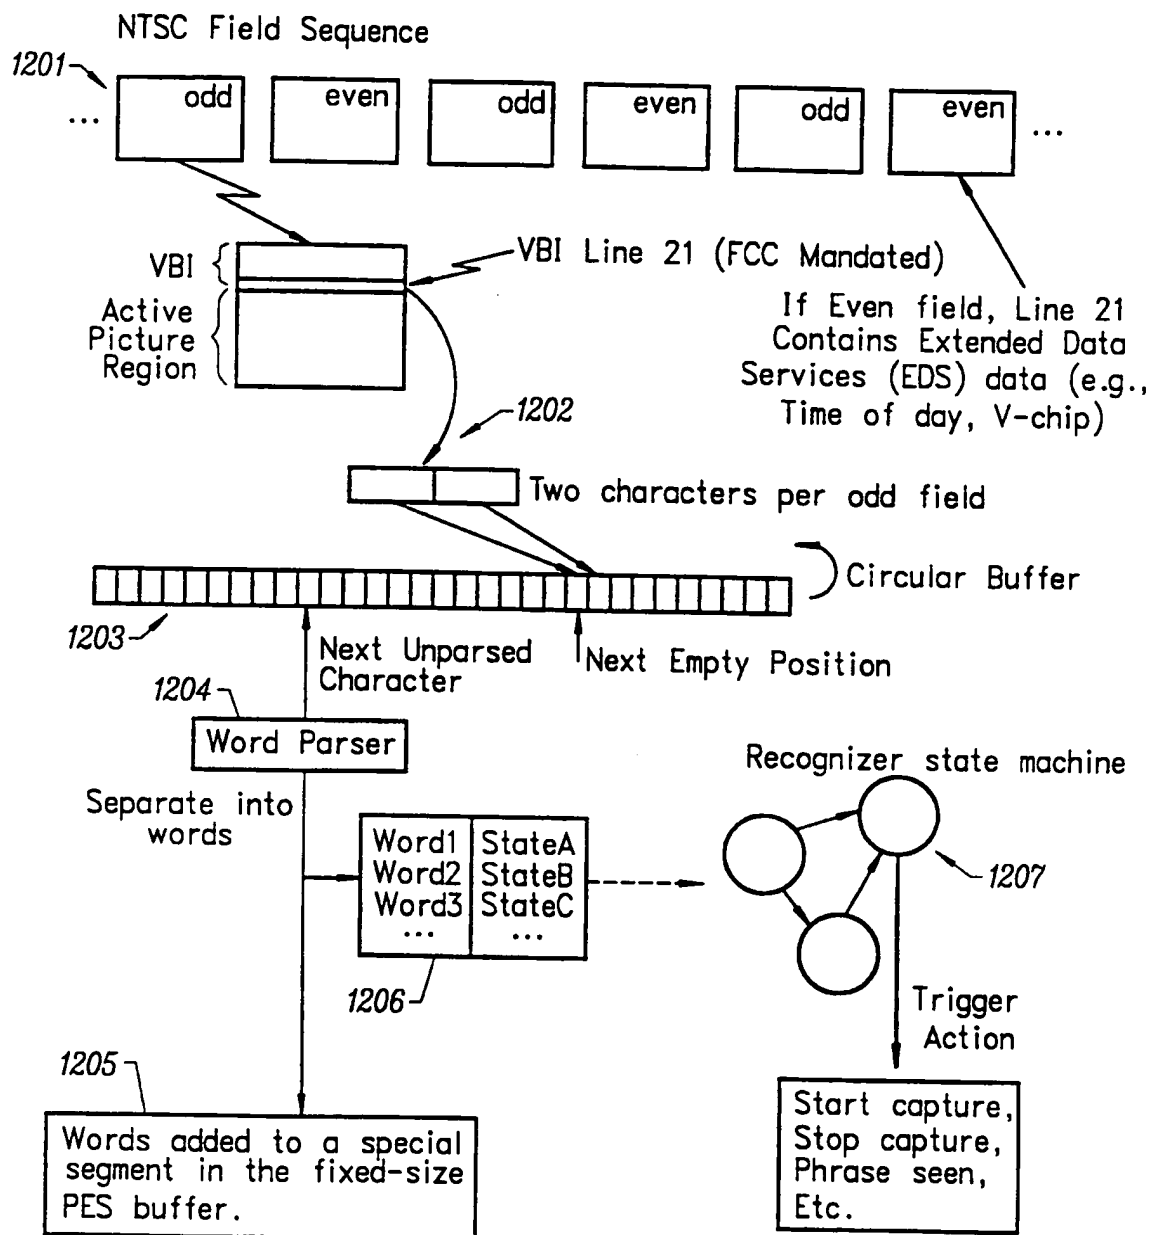 NTSC Field Sequence
1201
... odd even odd even odd even ...
VBI
VBI Line 21 (FCC Mandated)
Active
Picture
Region
If Even field, Line 21
Contains Extended Data
Services (EDS) data (e.g.,
Time of day, V-chip)
1202
Two characters per odd field
Circular Buffer
1203
Next Unparsed
Character
Next Empty Position
1204
Word Parser
Separate into
words
Recognizer state machine
Word1 StateA
Word2 StateB
Word3 StateC
... ...
1206
1207
Trigger
Action
1205
Words added to a special
segment in the fixed-size
PES buffer.
Start capture,
Stop capture,
Phrase seen,
Etc.